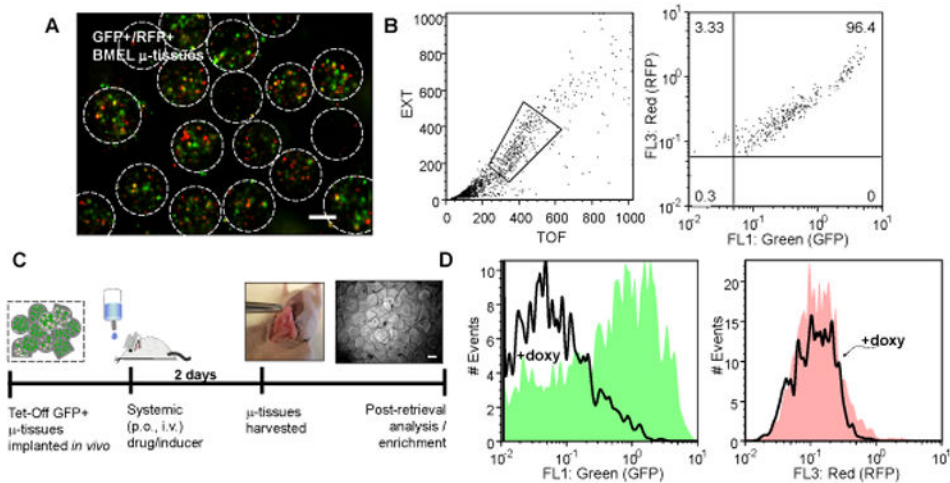 A
GFP+/RFP+
BMEL µ-tissues
B
EXT
1000
800
600
400
200
0
0 200 400 600 800 1000
TOF
FL3: Red (RFP)
10¹
10⁰
10⁻¹
10⁻²
3.33
96.4
0.3
0
10⁻² 10⁻¹ 10⁰ 10¹
FL1: Green (GFP)
C
2 days
Tet-Off GFP+
µ-tissues
implanted in vivo
Systemic
(p.o., i.v.)
drug/inducer
µ-tissues
harvested
Post-retrieval
analysis /
enrichment
D
# Events
10
8
6
4
2
0
+doxy
10⁻² 10⁻¹ 10⁰ 10¹
FL1: Green (GFP)
# Events
20
15
10
5
0
+doxy
10⁻² 10⁻¹ 10⁰ 10¹
FL3: Red (RFP)